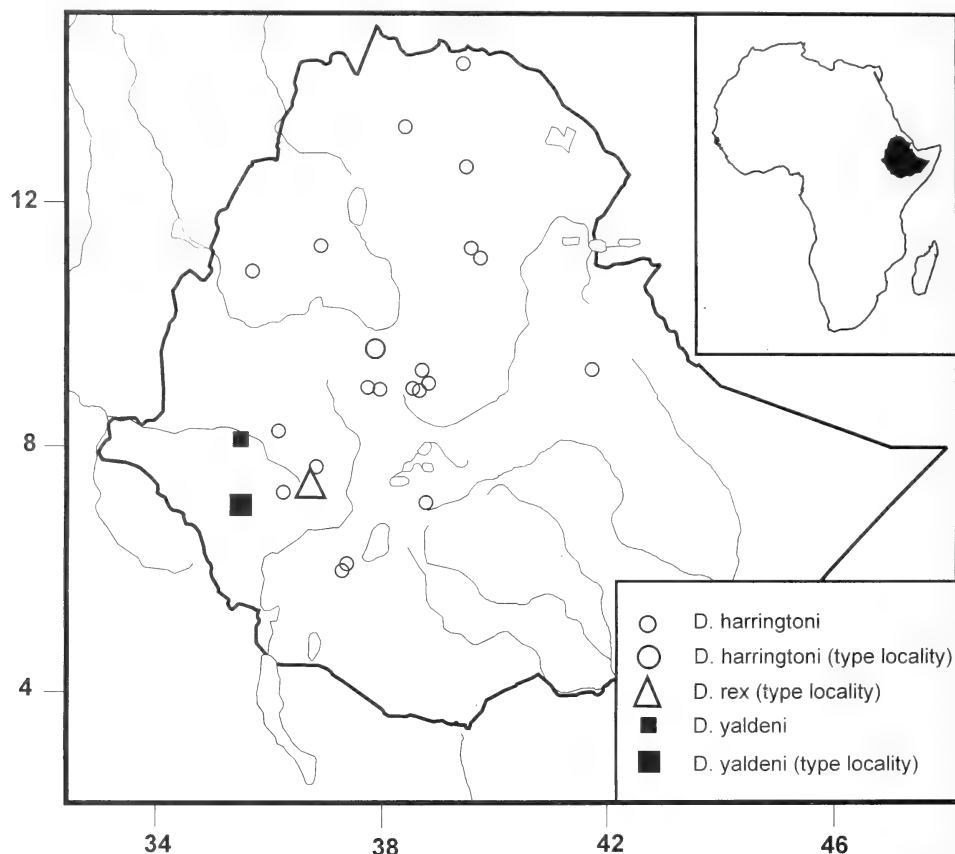 12
8
4
D. harringtoni
D. harringtoni (type locality)
D. rex (type locality)
D. yaldeni
D. yaldeni (type locality)
34
38
42
46